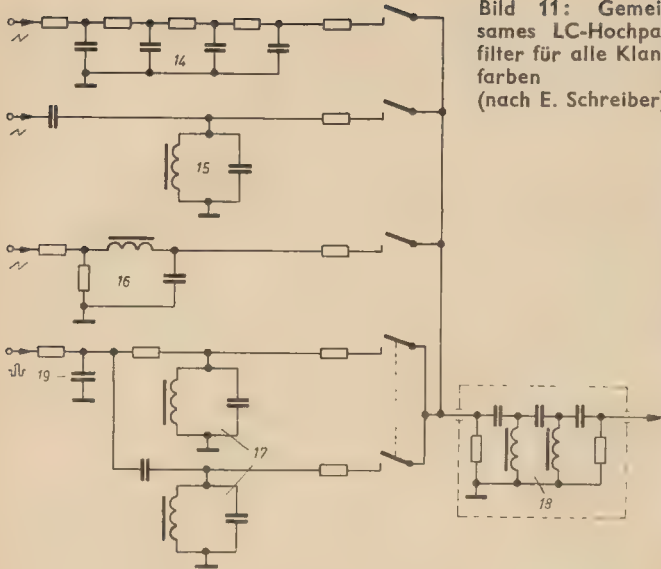 Bild 11: Gemei
sames LC-Hochpa
filter für alle Klan
farben
(nach E. Schreiber)
14
15
16
19
17
18